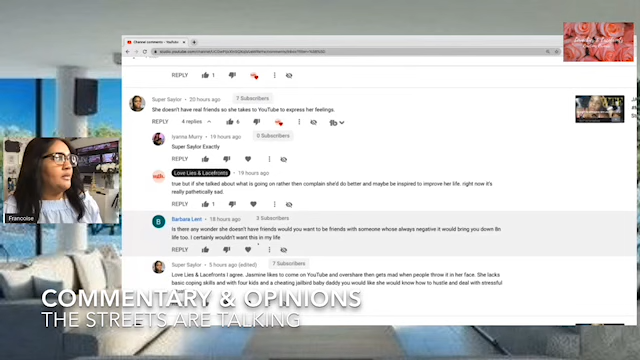 Channel comments - YouTube
REPLY 1
Super Saylor • 20 hours ago 7 Subscribers
She doesn't have real friends so she takes to YouTube to express her feelings.
REPLY 4 replies 6
Iyanna Murry • 19 hours ago 0 Subscribers
Super Saylor Exactly
REPLY
Love Lies & Lacefronts • 19 hours ago
true but if she talked about what is going on rather then complain she'd do better and maybe be inspired to improve her life. right now it's
really pathetically sad.
REPLY 1
B
Barbara Lent • 18 hours ago 3 Subscribers
Is there any wonder she doesn't have friends would you want to be friends with someone whose always negative it would bring you down in
life too. I certainly wouldn't want this in my life
REPLY 1
Super Saylor • 5 hours ago (edited) 7 Subscribers
Love Lies & Lacefronts I agree. Jasmine likes to come on YouTube and overshare then gets mad when people throw it in her face. She lacks
basic coping skills and with four kids and a cheating jailbird baby daddy you would like she would know how to hustle and deal with stressful
Francoise
COMMENTARY & OPINIONS
THE STREETS ARE TALKING